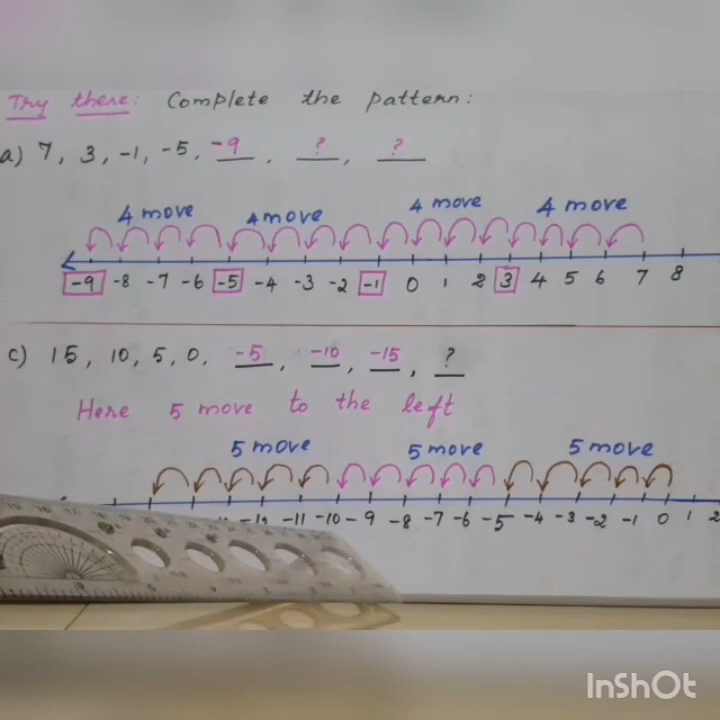 Try these: Complete the pattern:
a) 7, 3, -1, -5, -9, ?, ?
4 move 4 move 4 move 4 move
-9 -8 -7 -6 -5 -4 -3 -2 -1 0 1 2 3 4 5 6 7 8
c) 15, 10, 5, 0, -5, -10, -15, ?
Here 5 move to the left
5 move 5 move 5 move
-11 -10 -9 -8 -7 -6 -5 -4 -3 -2 -1 0 1 2
InShOt